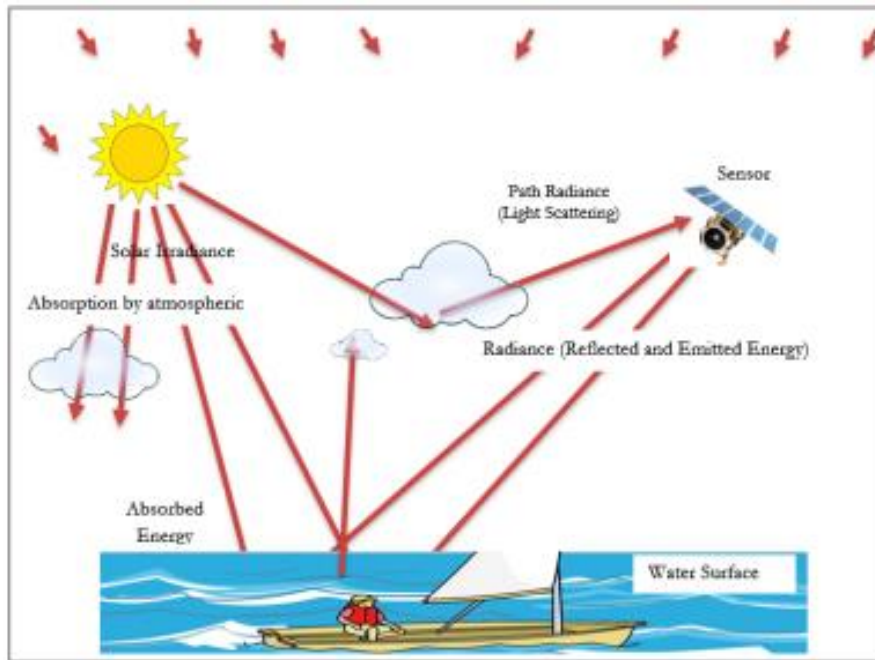 Sensor
Path Radiance
(Light Scattering)
Solar Irradiance
Absorption by atmospheric
Radiance (Reflected and Emitted Energy)
Absorbed
Energy
Water Surface